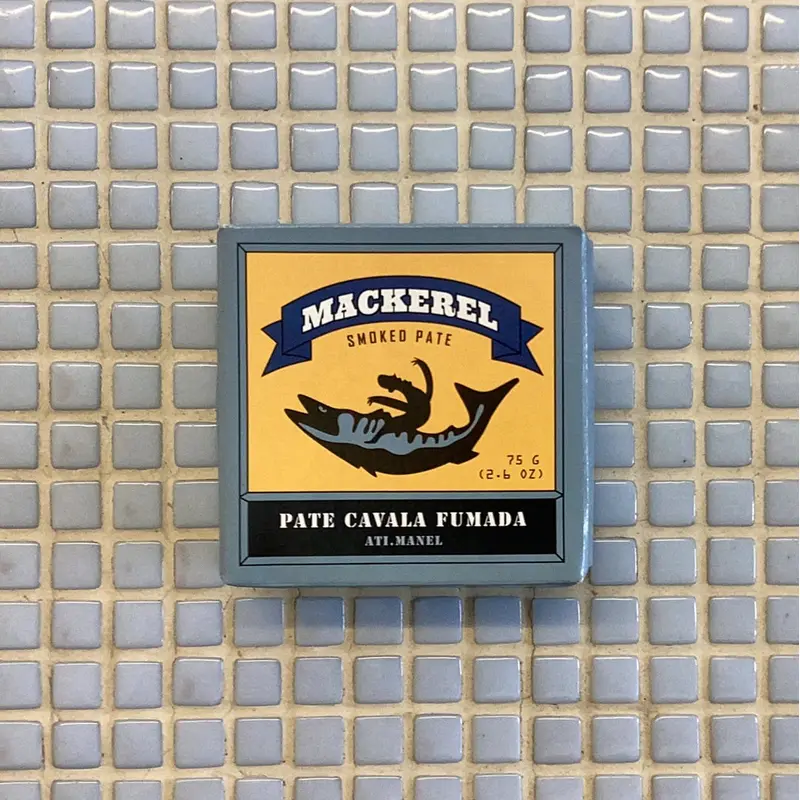 MACKEREL
SMOKED PATE
75 G
(2.6 OZ)
PATE CAVALA FUMADA
ATI.MANEL